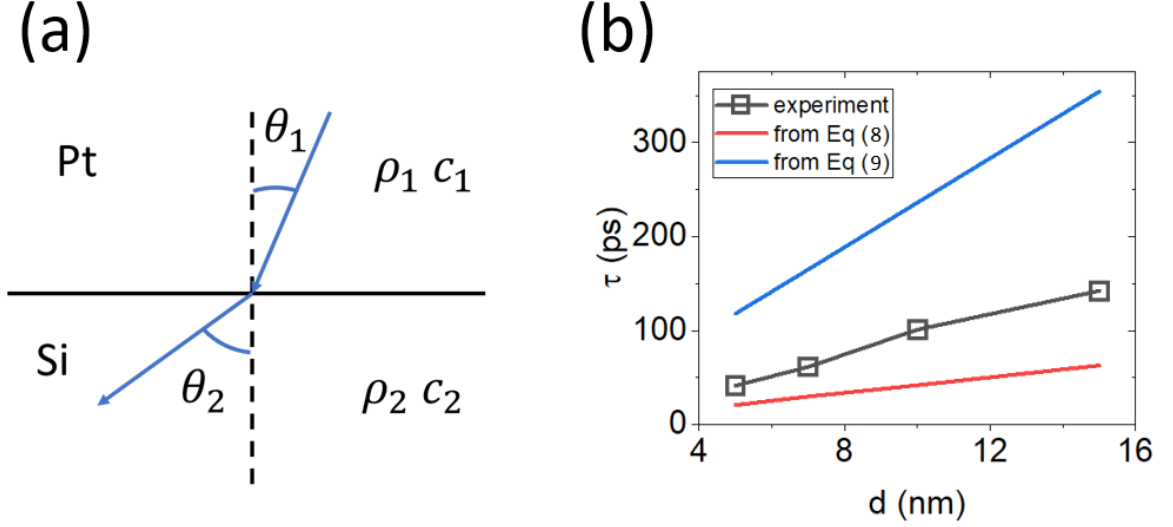 (a)
θ₁
Pt
ρ₁ c₁
Si
θ₂
ρ₂ c₂
(b)
experiment
from Eq (8)
from Eq (9)
300
200
100
0
τ (ps)
4
8
12
16
d (nm)